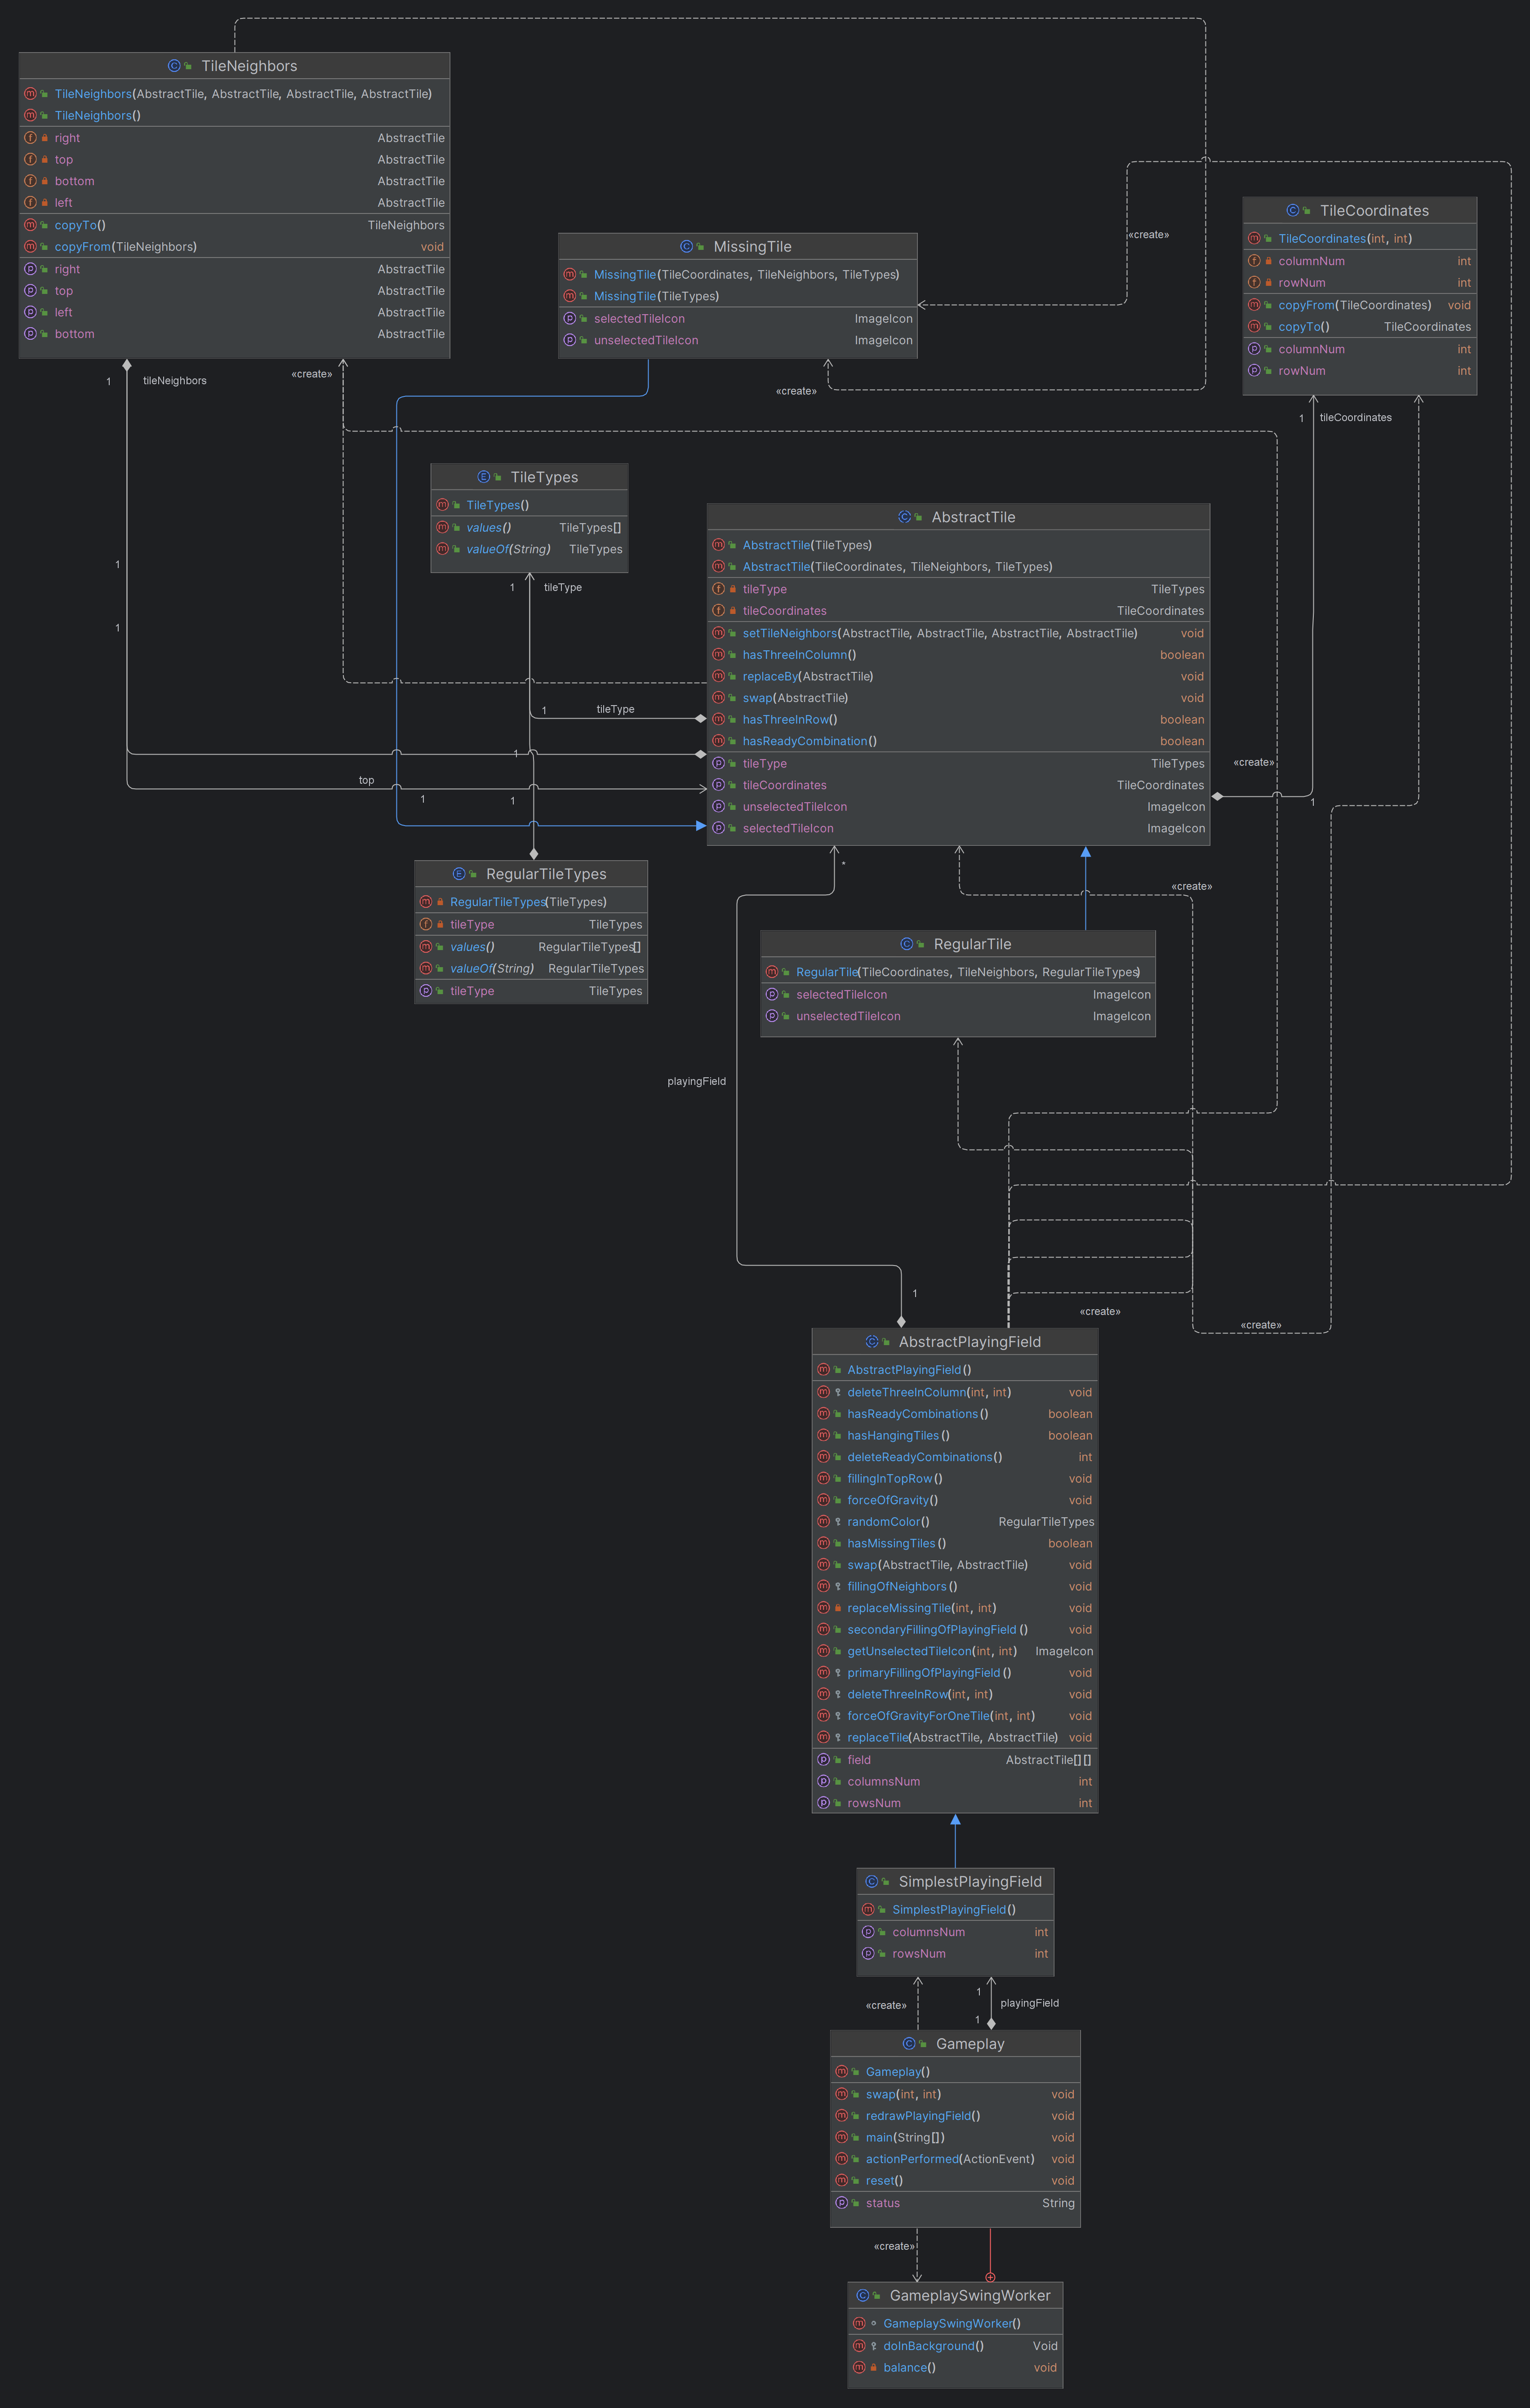 TileNeighbors
TileNeighbors(AbstractTile, AbstractTile, AbstractTile, AbstractTile)
TileNeighbors()
right AbstractTile
top AbstractTile
bottom AbstractTile
left AbstractTile
copyTo() TileNeighbors
copyFrom(TileNeighbors) void
right AbstractTile
top AbstractTile
left AbstractTile
bottom AbstractTile
1 tileNeighbors
«create»
MissingTile
MissingTile(TileCoordinates, TileNeighbors, TileTypes)
MissingTile(TileTypes)
selectedTileIcon ImageIcon
unselectedTileIcon ImageIcon
«create»
«create»
TileCoordinates
TileCoordinates(int, int)
columnNum int
rowNum int
copyFrom(TileCoordinates) void
copyTo() TileCoordinates
columnNum int
rowNum int
1 tileCoordinates
TileTypes
TileTypes()
values() TileTypes[]
valueOf(String) TileTypes
1 tileType
1
1
AbstractTile
AbstractTile(TileTypes)
AbstractTile(TileCoordinates, TileNeighbors, TileTypes)
tileType TileTypes
tileCoordinates TileCoordinates
setTileNeighbors(AbstractTile, AbstractTile, AbstractTile, AbstractTile) void
hasThreeInColumn() boolean
replaceBy(AbstractTile) void
swap(AbstractTile) void
hasThreeInRow() boolean
hasReadyCombination() boolean
tileType TileTypes
tileCoordinates TileCoordinates
unselectedTileIcon ImageIcon
selectedTileIcon ImageIcon
1 tileType
1
top
1 1
«create»
1
RegularTileTypes
RegularTileTypes(TileTypes)
tileType TileTypes
values() RegularTileTypes[]
valueOf(String) RegularTileTypes
tileType TileTypes
*
«create»
RegularTile
RegularTile(TileCoordinates, TileNeighbors, RegularTileTypes)
selectedTileIcon ImageIcon
unselectedTileIcon ImageIcon
playingField
1
«create»
«create»
AbstractPlayingField
AbstractPlayingField()
deleteThreeInColumn(int, int) void
hasReadyCombinations() boolean
hasHangingTiles() boolean
deleteReadyCombinations() int
fillingInTopRow() void
forceOfGravity() void
randomColor() RegularTileTypes
hasMissingTiles() boolean
swap(AbstractTile, AbstractTile) void
fillingOfNeighbors() void
replaceMissingTile(int, int) void
secondaryFillingOfPlayingField() void
getUnselectedTileIcon(int, int) ImageIcon
primaryFillingOfPlayingField() void
deleteThreeInRow(int, int) void
forceOfGravityForOneTile(int, int) void
replaceTile(AbstractTile, AbstractTile) void
field AbstractTile[][]
columnsNum int
rowsNum int
SimplestPlayingField
SimplestPlayingField()
columnsNum int
rowsNum int
1
«create» playingField
1
Gameplay
Gameplay()
swap(int, int) void
redrawPlayingField() void
main(String[]) void
actionPerformed(ActionEvent) void
reset() void
status String
«create»
GameplaySwingWorker
GameplaySwingWorker()
doInBackground() Void
balance() void